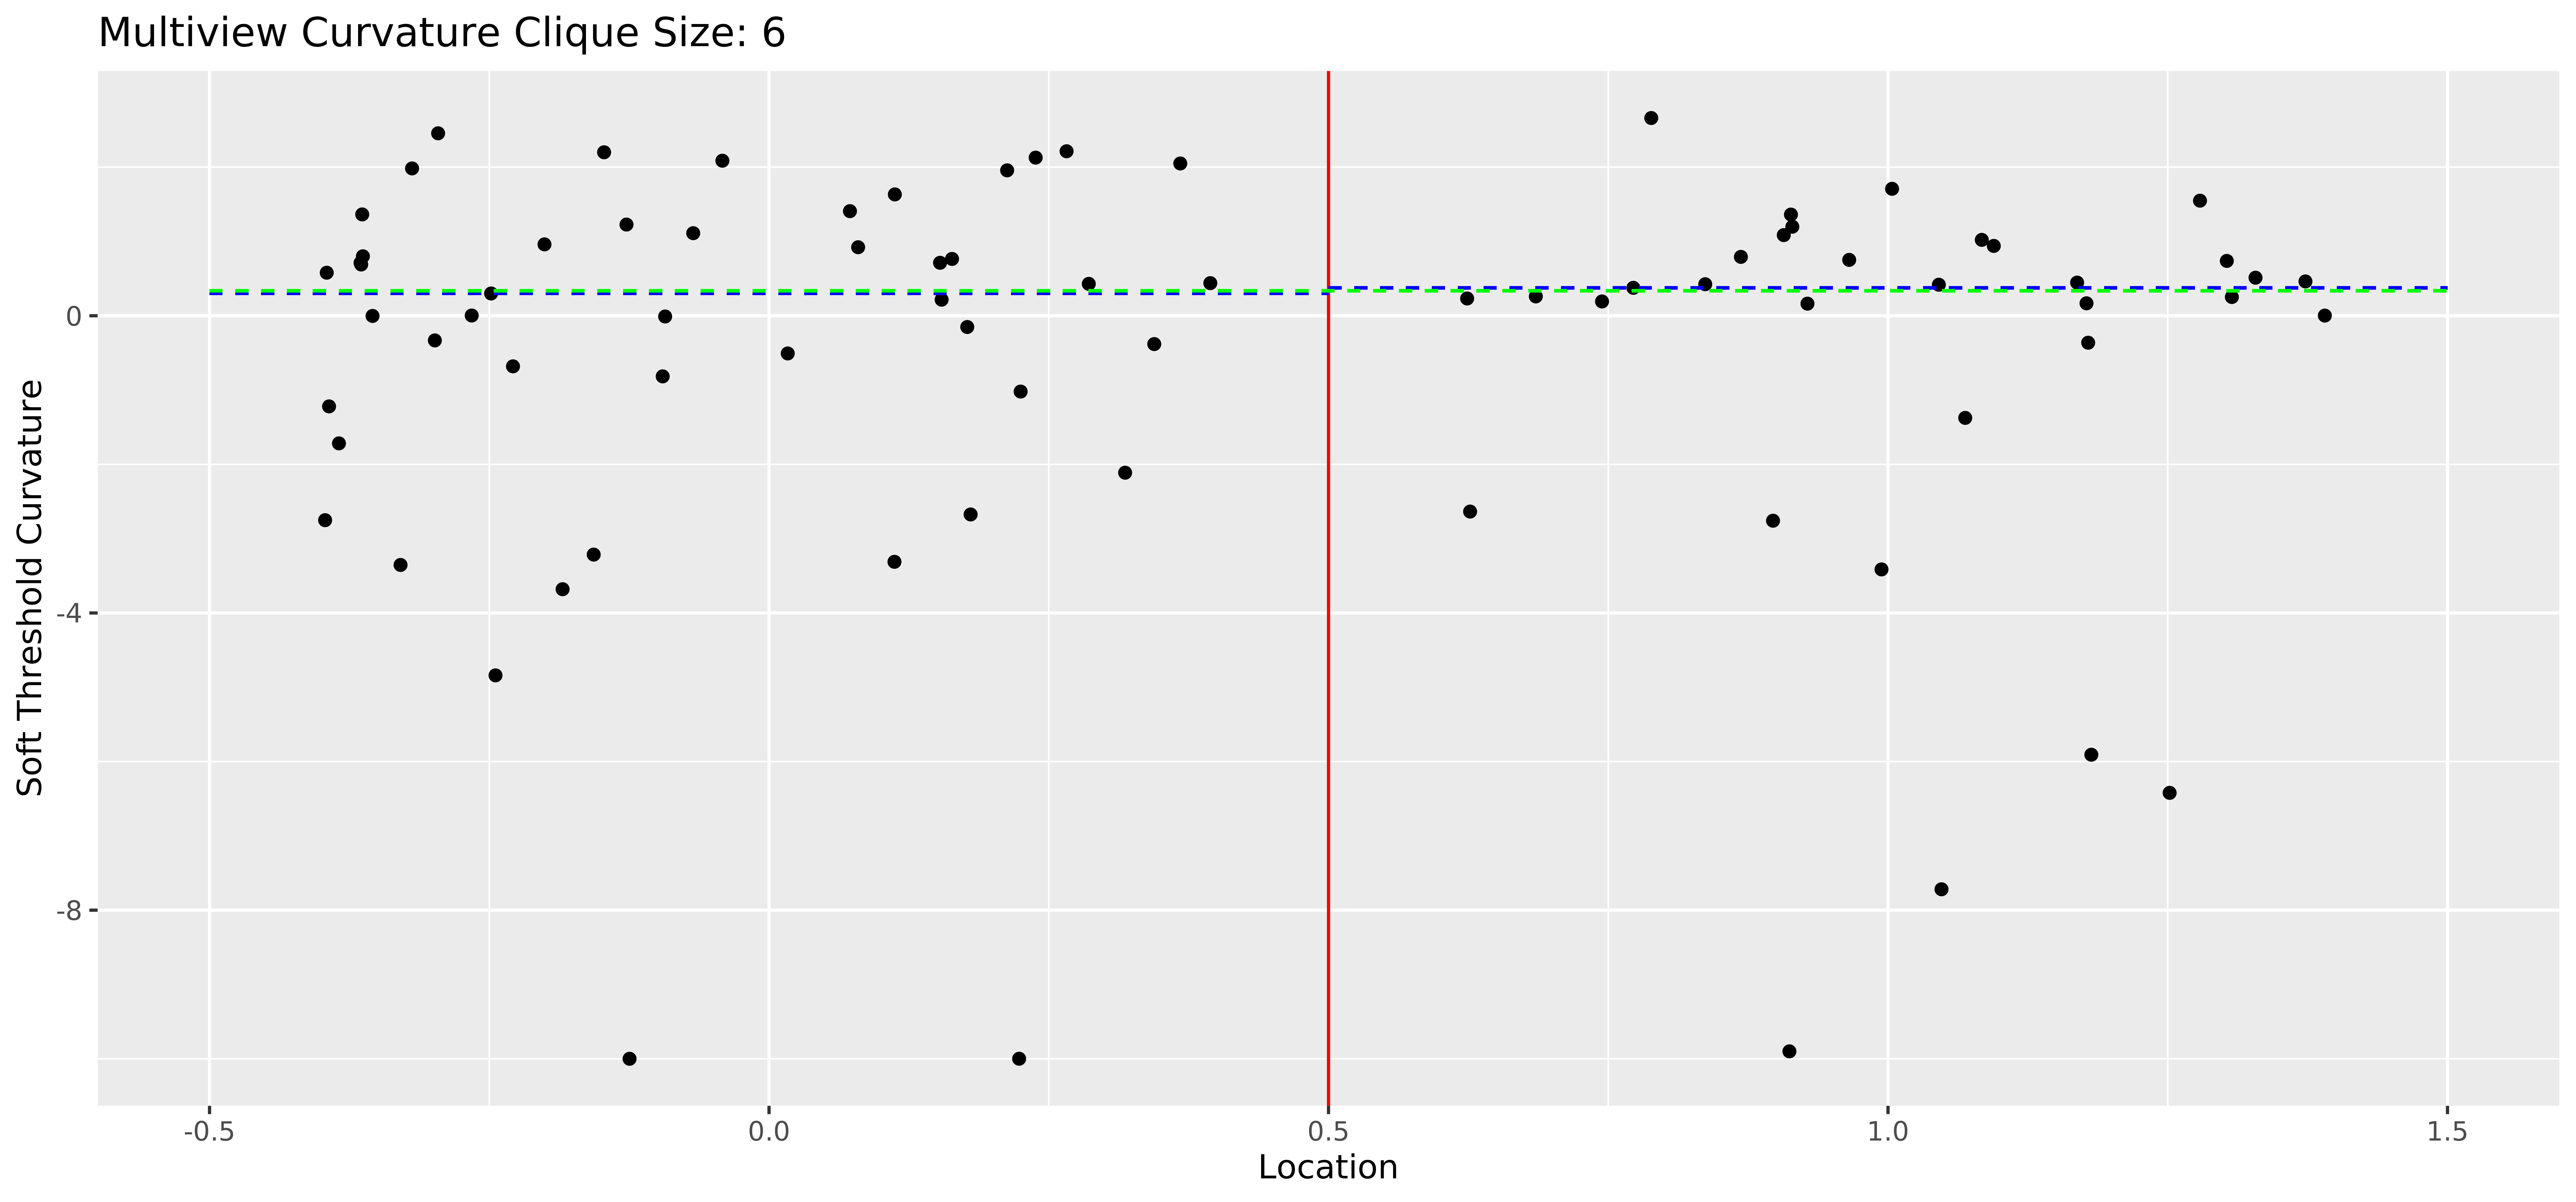 Multiview Curvature Clique Size: 6
Soft Threshold Curvature
0
-4
-8
-0.5 0.0 0.5 1.0 1.5
Location